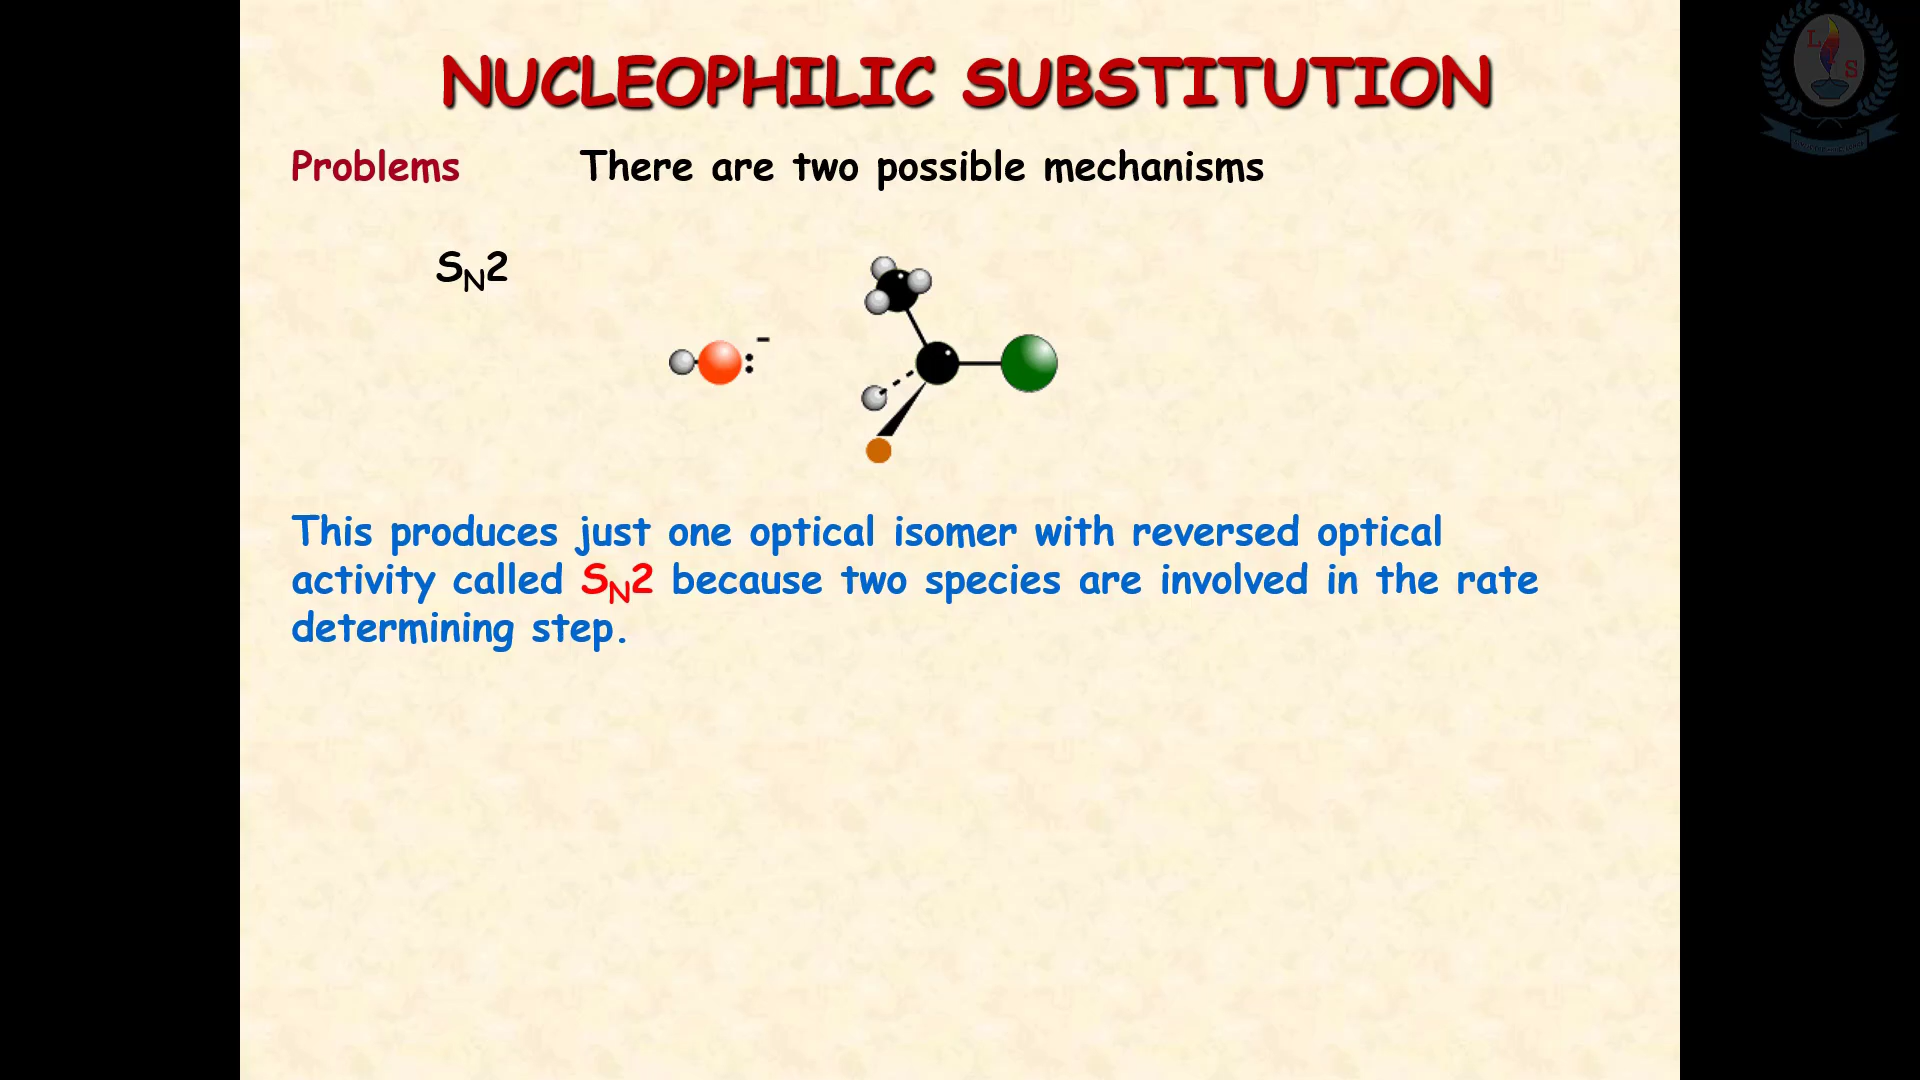 NUCLEOPHILIC SUBSTITUTION
Problems There are two possible mechanisms
SN2
-
This produces just one optical isomer with reversed optical
activity called SN2 because two species are involved in the rate
determining step.
L
S